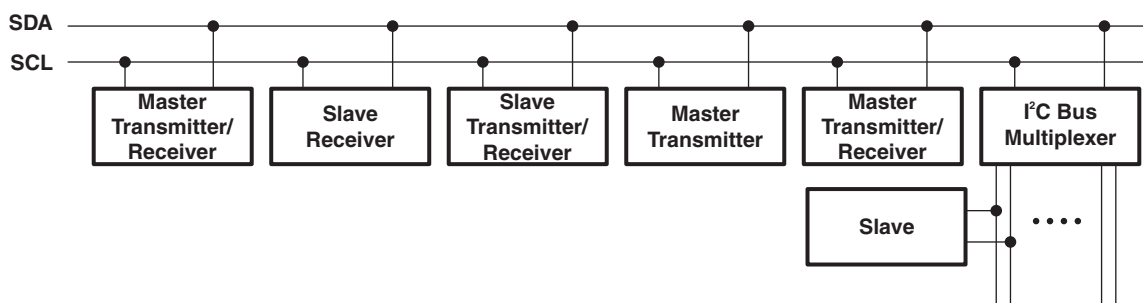 SDA
SCL
Master
Transmitter/
Receiver
Slave
Receiver
Slave
Transmitter/
Receiver
Master
Transmitter
Master
Transmitter/
Receiver
I²C Bus
Multiplexer
Slave